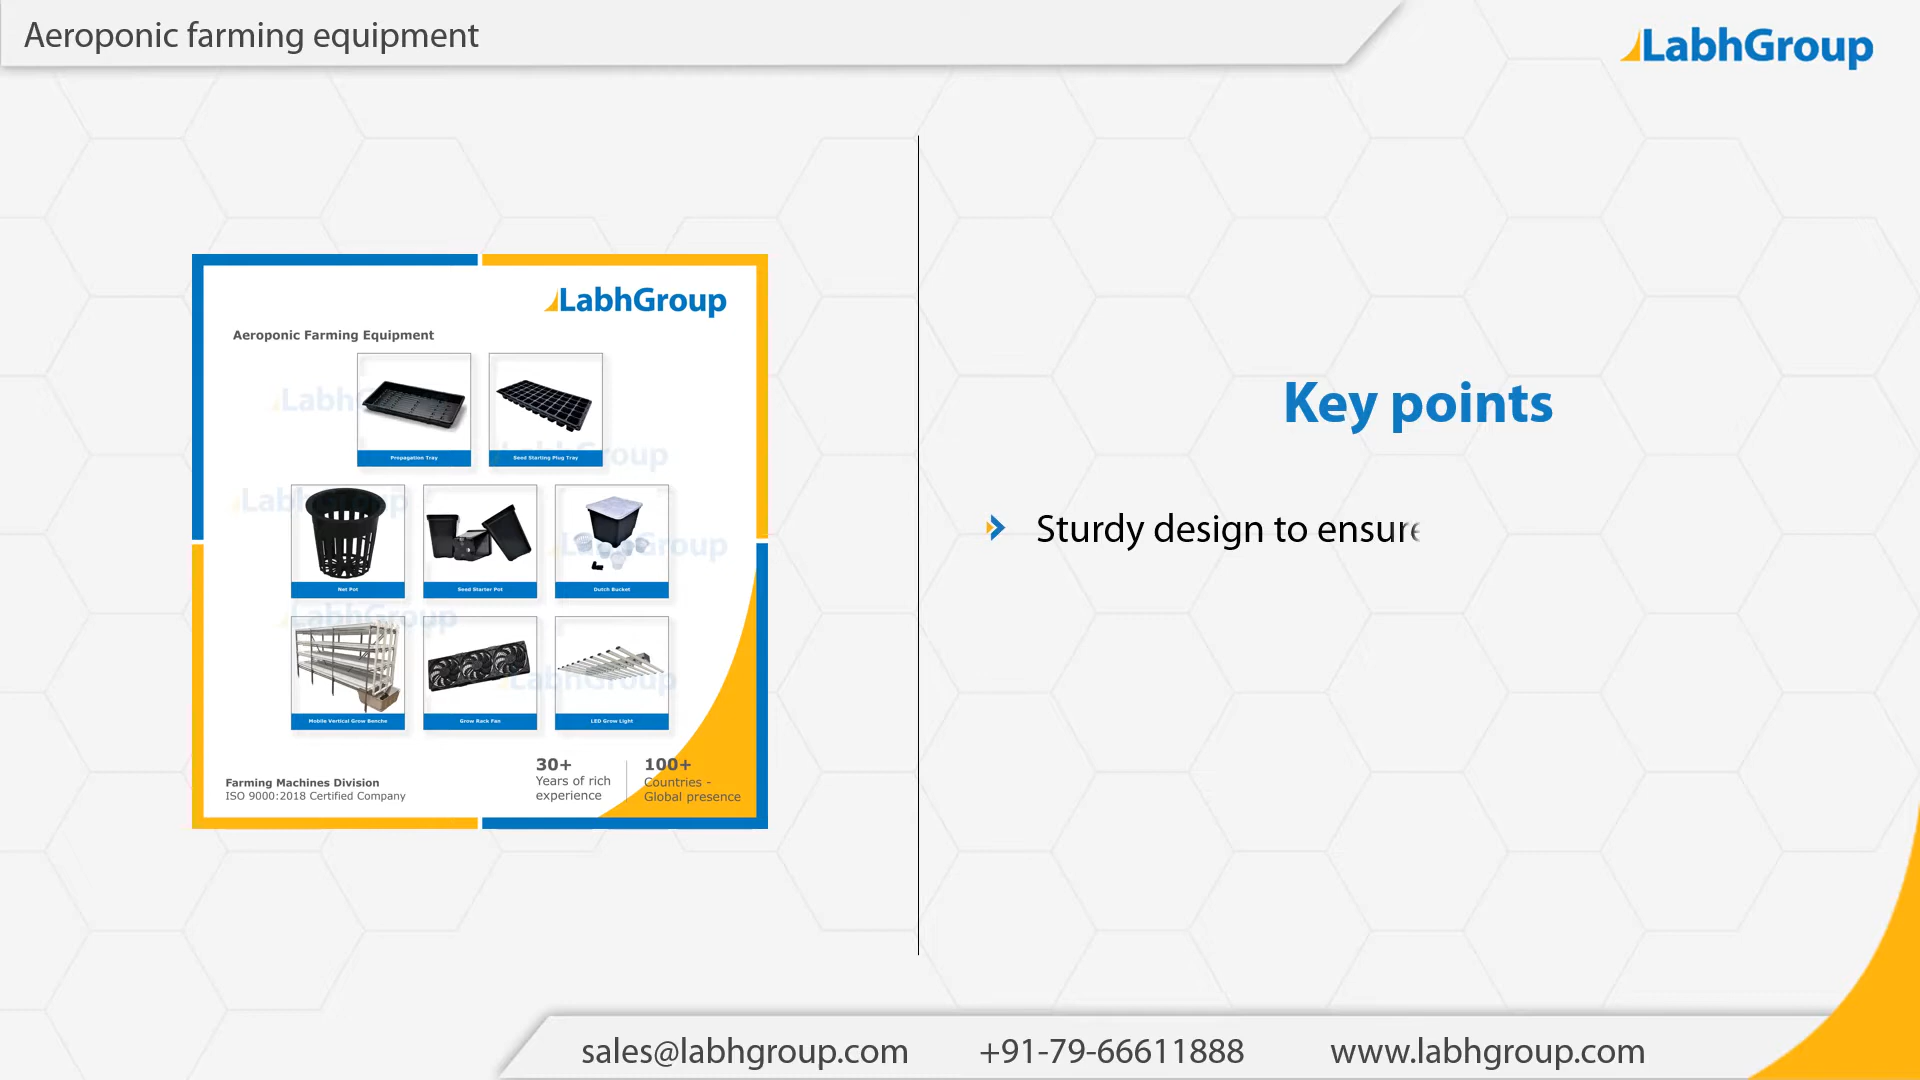 Aeroponic farming equipment
LabhGroup
LabhGroup
Aeroponic Farming Equipment
Propagation Tray
Seed Starting Plug Tray
Net Pot
Seed Starter Pot
Dutch Bucket
Mobile Vertical Grow Benche
Grow Rack Fan
LED Grow Light
Farming Machines Division
ISO 9000:2018 Certified Company
30+
Years of rich
experience
100+
Countries -
Global presence
Key points
Sturdy design to ensure
sales@labhgroup.com
+91-79-66611888
www.labhgroup.com